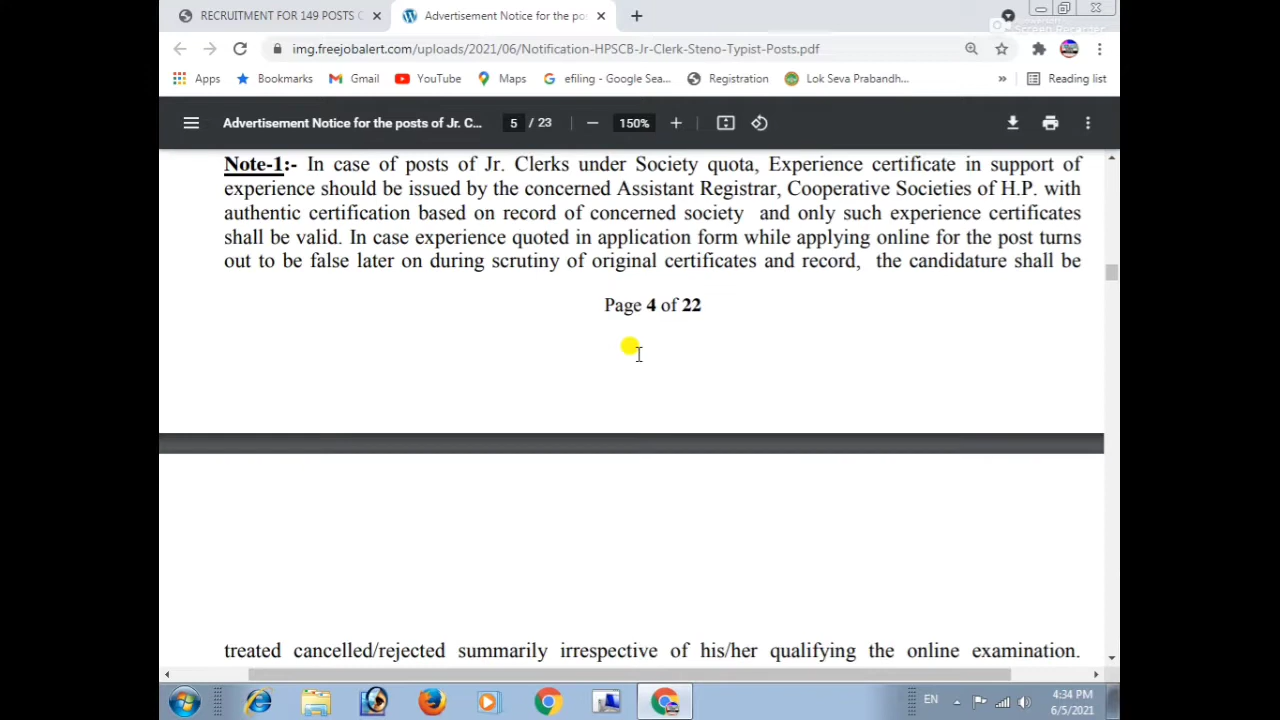 RECRUITMENT FOR 149 POSTS C
Advertisement Notice for the po
img.freejobalert.com/uploads/2021/06/Notification-HPSCB-Jr-Clerk-Steno-Typist-Posts.pdf
Apps Bookmarks Gmail YouTube Maps efiling - Google Sea... Registration Lok Seva Prabandh... » Reading list
Advertisement Notice for the posts of Jr. C... 5 / 23 150%
Note-1:- In case of posts of Jr. Clerks under Society quota, Experience certificate in support of
experience should be issued by the concerned Assistant Registrar, Cooperative Societies of H.P. with
authentic certification based on record of concerned society and only such experience certificates
shall be valid. In case experience quoted in application form while applying online for the post turns
out to be false later on during scrutiny of original certificates and record, the candidature shall be
Page 4 of 22
treated cancelled/rejected summarily irrespective of his/her qualifying the online examination.
EN 4:34 PM
6/5/2021